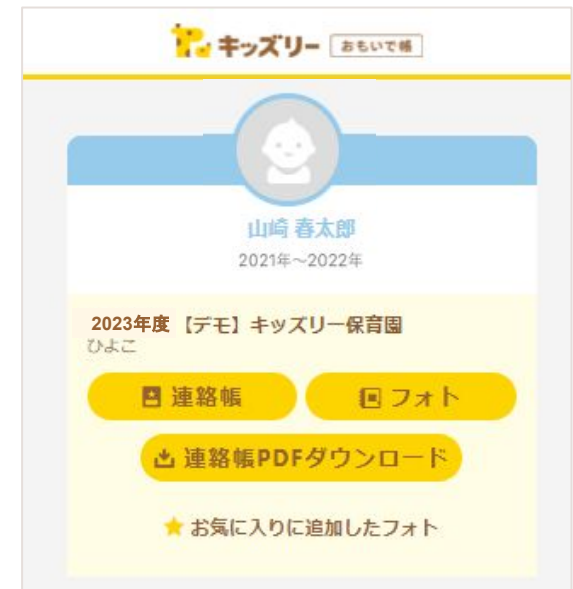 キッズリー おもいで帳
山崎 春太郎
2021年～2022年
2023年度【デモ】キッズリー保育園
ひよこ
連絡帳 フォト
連絡帳PDFダウンロード
お気に入りに追加したフォト